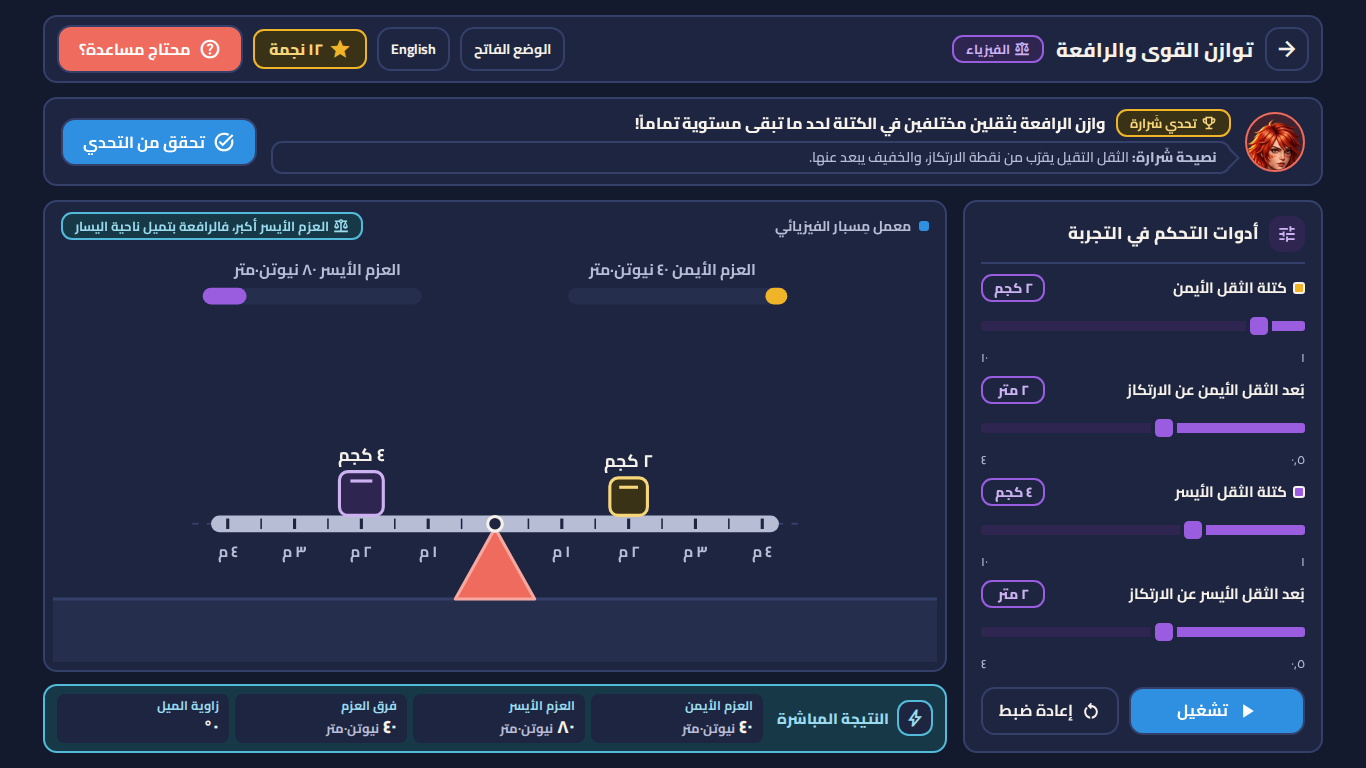 توازن القوى والرافعة
الفيزياء
الوضع الفاتح
English
١٢ نجمة
محتاج مساعدة؟
تحدي شَرارة
وازن الرافعة بثقلين مختلفين في الكتلة لحد ما تبقى مستوية تماماً!
نصيحة شَرارة: الثقل التقيل يقرّب من نقطة الارتكاز، والخفيف يبعد عنها.
تحقق من التحدي
أدوات التحكم في التجربة
كتلة الثقل الأيمن
٢ كجم
١
١٠
بُعد الثقل الأيمن عن الارتكاز
٢ متر
٠,٥
٤
كتلة الثقل الأيسر
٤ كجم
١
١٠
بُعد الثقل الأيسر عن الارتكاز
٢ متر
٠,٥
٤
تشغيل
إعادة ضبط
معمل مِسبار الفيزيائي
العزم الأيسر أكبر، فالرافعة بتميل ناحية اليسار
العزم الأيمن ٤٠ نيوتن·متر
العزم الأيسر ٨٠ نيوتن·متر
٢ كجم
٤ كجم
٤ م
٣ م
٢ م
١ م
١ م
٢ م
٣ م
٤ م
النتيجة المباشرة
العزم الأيمن
٤٠ نيوتن·متر
العزم الأيسر
٨٠ نيوتن·متر
فرق العزم
٤٠ نيوتن·متر
زاوية الميل
٠°